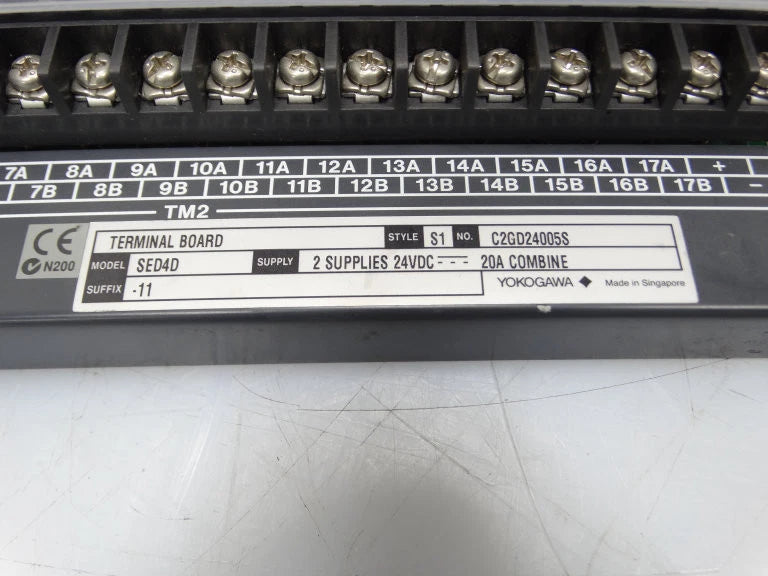 7A 8A 9A 10A 11A 12A 13A 14A 15A 16A 17A +
7B 8B 9B 10B 11B 12B 13B 14B 15B 16B 17B –
TM2
CE TERMINAL BOARD STYLE S1 NO. C2GD24005S
N200 MODEL SED4D SUPPLY 2 SUPPLIES 24VDC --- 20A COMBINE
SUFFIX -11 YOKOGAWA ◆ Made in Singapore